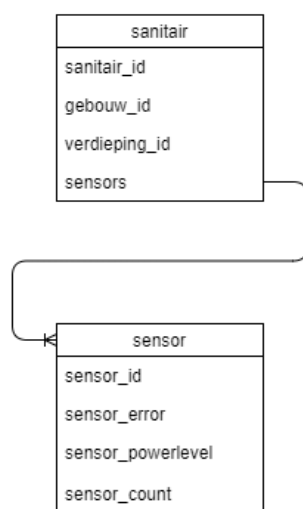 sanitair
sanitair_id
gebouw_id
verdieping_id
sensors
sensor
sensor_id
sensor_error
sensor_powerlevel
sensor_count